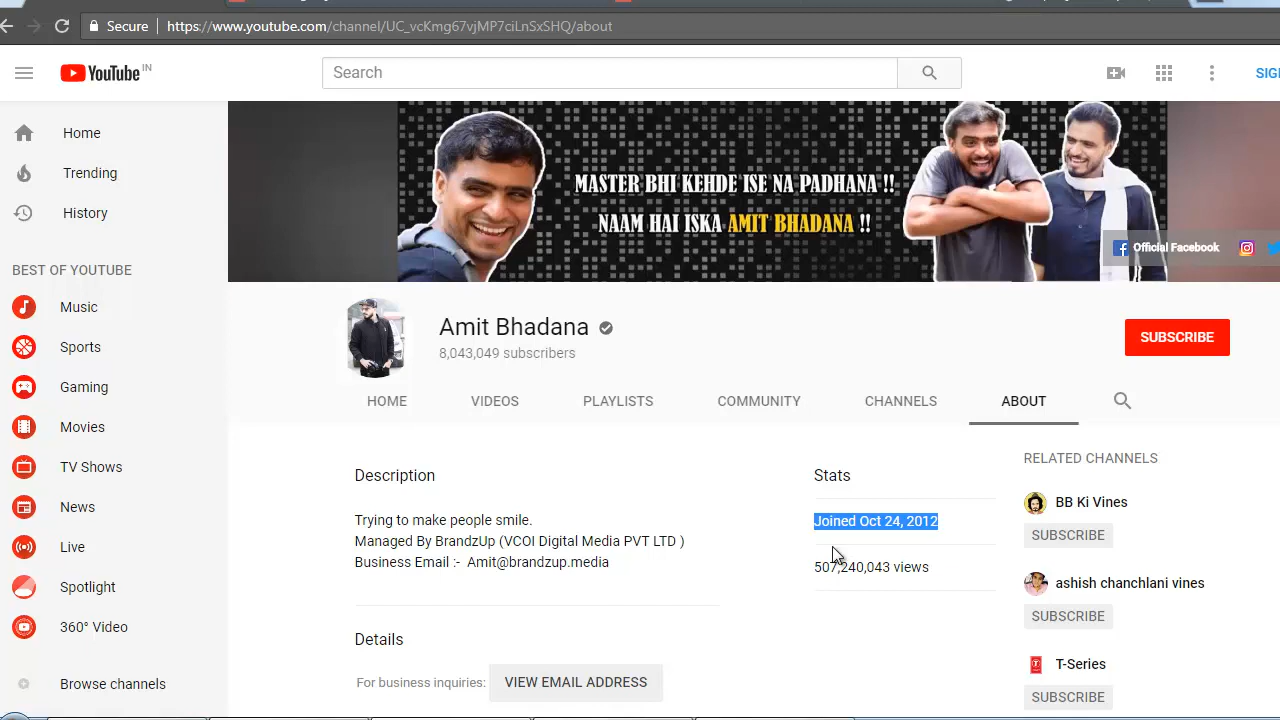 Secure
https://www.youtube.com/channel/UC_vcKmg67vjMP7ciLnSxSHQ/about
YouTube IN
Search
SIGI
Home
Trending
History
BEST OF YOUTUBE
Music
Sports
Gaming
Movies
TV Shows
News
Live
Spotlight
360° Video
Browse channels
MASTER BHI KEHDE ISE NA PADHANA !!
NAAM HAI ISKA AMIT BHADANA !!
Official Facebook
Amit Bhadana
8,043,049 subscribers
SUBSCRIBE
HOME VIDEOS PLAYLISTS COMMUNITY CHANNELS ABOUT
Description
Trying to make people smile.
Managed By BrandzUp (VCOI Digital Media PVT LTD )
Business Email :- Amit@brandzup.media
Details
For business inquiries: VIEW EMAIL ADDRESS
Stats
Joined Oct 24, 2012
507,240,043 views
RELATED CHANNELS
BB Ki Vines
SUBSCRIBE
ashish chanchlani vines
SUBSCRIBE
T-Series
SUBSCRIBE